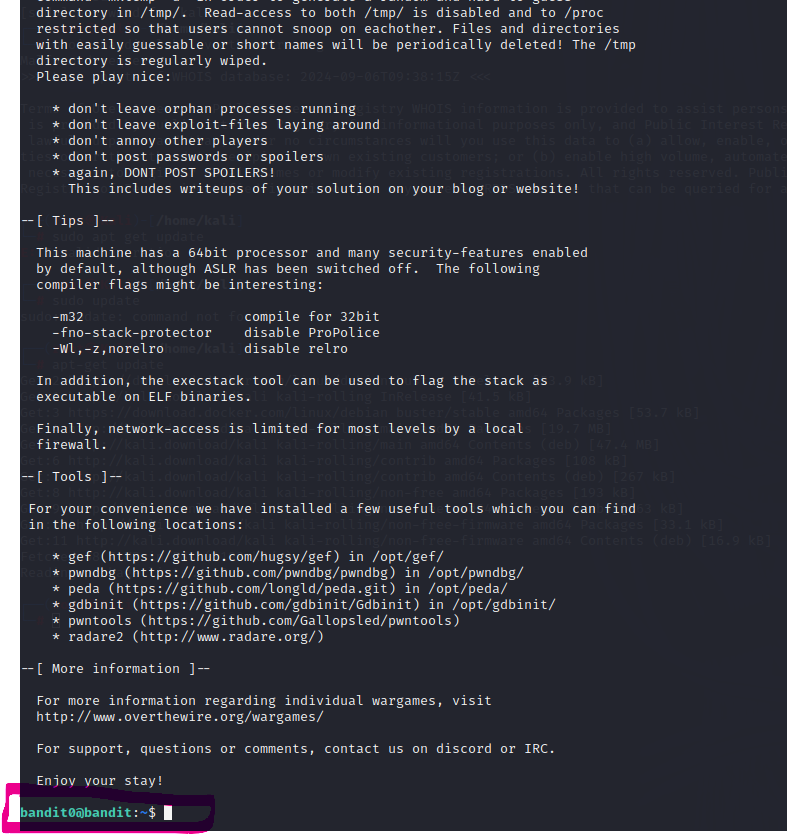 directory in /tmp/. Read-access to both /tmp/ is disabled and to /proc
restricted so that users cannot snoop on eachother. Files and directories
with easily guessable or short names will be periodically deleted! The /tmp
directory is regularly wiped.
Please play nice:
* don't leave orphan processes running
* don't leave exploit-files laying around
* don't annoy other players
* don't post passwords or spoilers
* again, DONT POST SPOILERS!
This includes writeups of your solution on your blog or website!
--[ Tips ]--
This machine has a 64bit processor and many security-features enabled
by default, although ASLR has been switched off. The following
compiler flags might be interesting:
-m32 compile for 32bit
-fno-stack-protector disable ProPolice
-Wl,-z,norelro disable relro
In addition, the execstack tool can be used to flag the stack as
executable on ELF binaries.
Finally, network-access is limited for most levels by a local
firewall.
--[ Tools ]--
For your convenience we have installed a few useful tools which you can find
in the following locations:
* gef (https://github.com/hugsy/gef) in /opt/gef/
* pwndbg (https://github.com/pwndbg/pwndbg) in /opt/pwndbg/
* peda (https://github.com/longld/peda.git) in /opt/peda/
* gdbinit (https://github.com/gdbinit/Gdbinit) in /opt/gdbinit/
* pwntools (https://github.com/Gallopsled/pwntools)
* radare2 (http://www.radare.org/)
--[ More information ]--
For more information regarding individual wargames, visit
http://www.overthewire.org/wargames/
For support, questions or comments, contact us on discord or IRC.
Enjoy your stay!
bandit0@bandit:~$